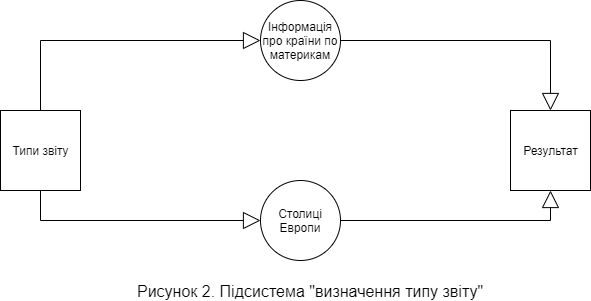 Інформація
про країни по
материкам
Типи звіту
Результат
Столиці
Европи
Рисунок 2. Підсистема "визначення типу звіту"